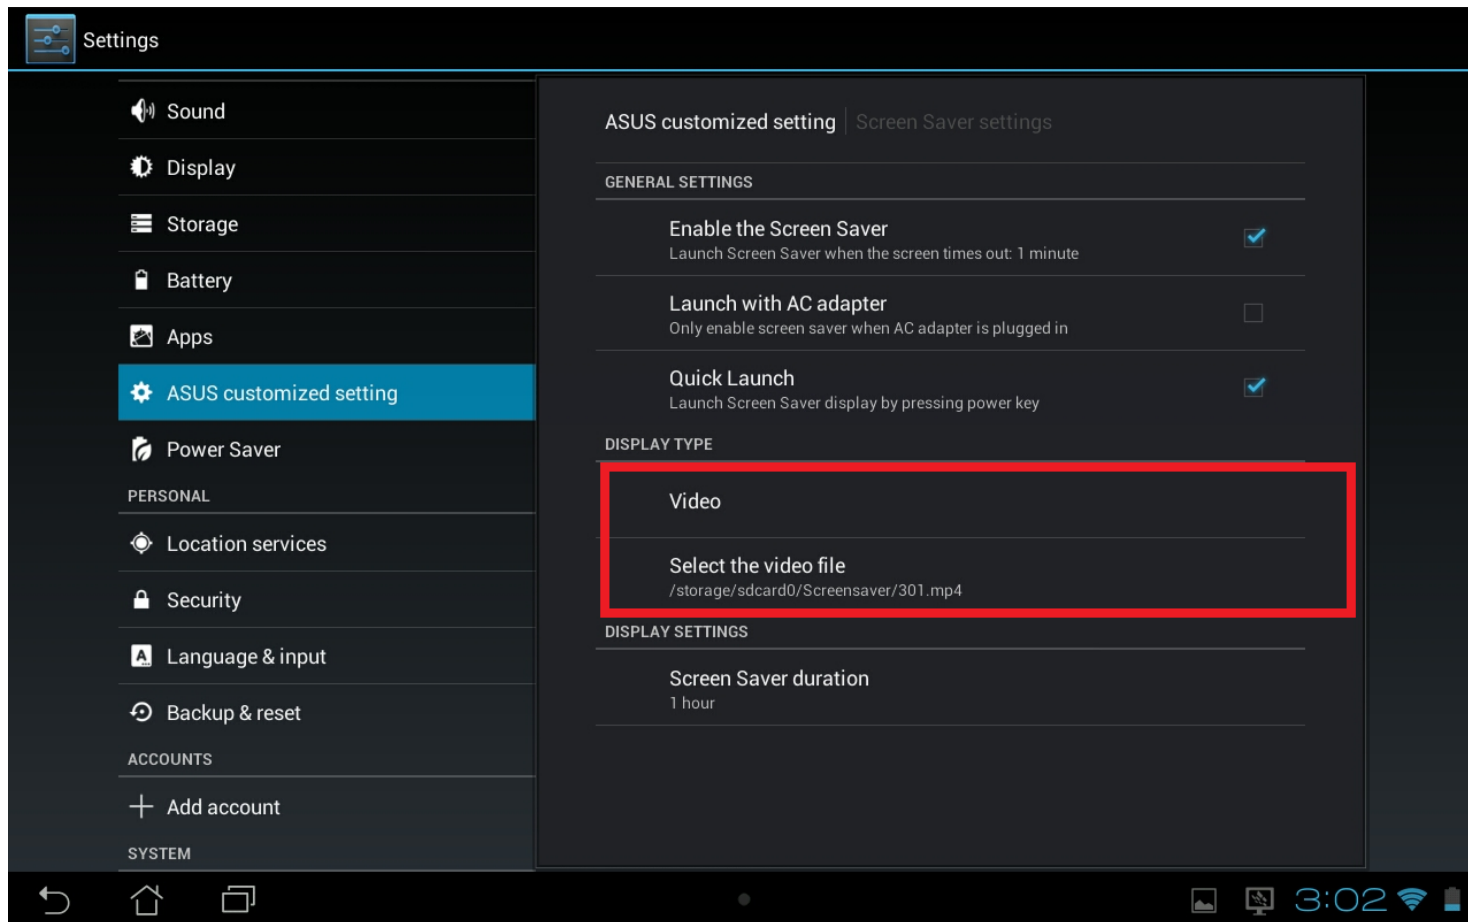 Settings
Sound
Display
Storage
Battery
Apps
ASUS customized setting
Power Saver
PERSONAL
Location services
Security
Language & input
Backup & reset
ACCOUNTS
Add account
SYSTEM
ASUS customized setting Screen Saver settings
GENERAL SETTINGS
Enable the Screen Saver
Launch Screen Saver when the screen times out: 1 minute
Launch with AC adapter
Only enable screen saver when AC adapter is plugged in
Quick Launch
Launch Screen Saver display by pressing power key
DISPLAY TYPE
Video
Select the video file
/storage/sdcard0/Screensaver/301.mp4
DISPLAY SETTINGS
Screen Saver duration
1 hour
3:02